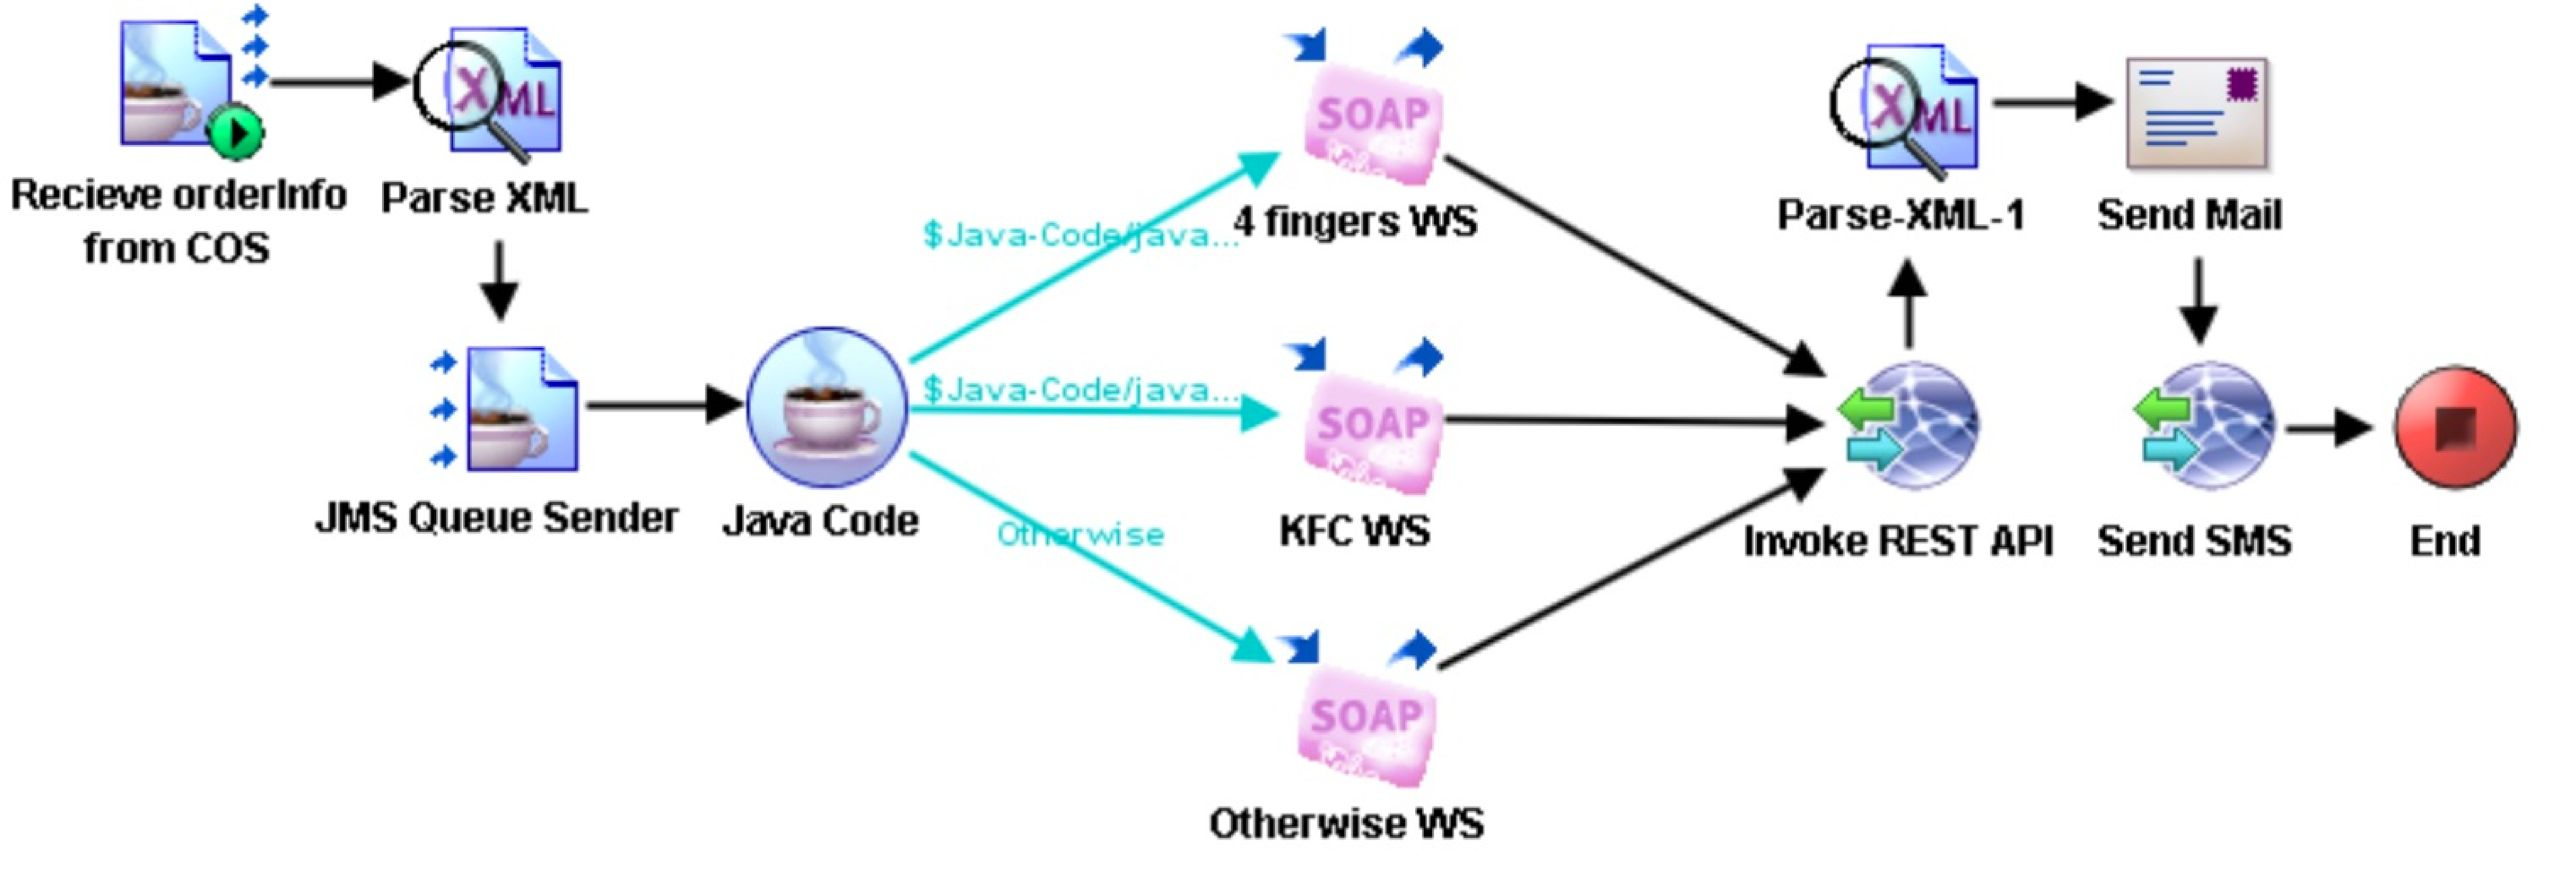 Recieve orderInfo
from COS
XML
Parse XML
JMS Queue Sender
Java Code
$Java-Code/java...
$Java-Code/java...
Otherwise
SOAP
4 fingers WS
SOAP
KFC WS
SOAP
Otherwise WS
XML
Parse-XML-1
Send Mail
Invoke REST API
Send SMS
End